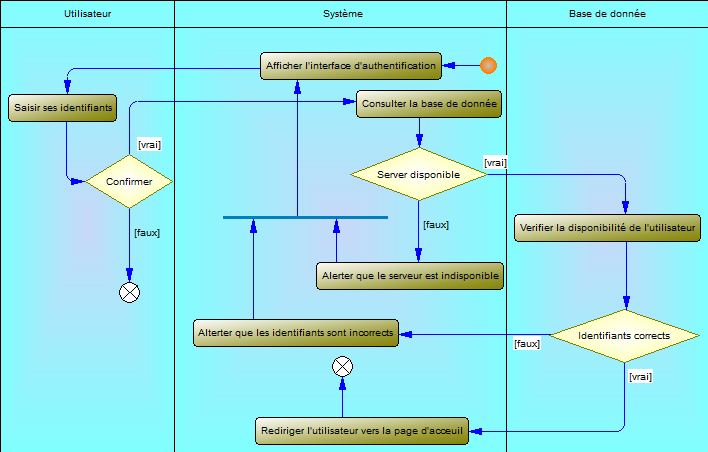 Utilisateur
Système
Base de donnée
Afficher l'interface d'authentification
Saisir ses identifiants
Consulter la base de donnée
[vrai]
Confirmer
Server disponible
[vrai]
[faux]
[faux]
Verifier la disponibilité de l'utilisateur
Alerter que le serveur est indisponible
Alterter que les identifiants sont incorrects
[faux]
Identifiants corrects
[vrai]
Rediriger l'utilisateur vers la page d'acceuil